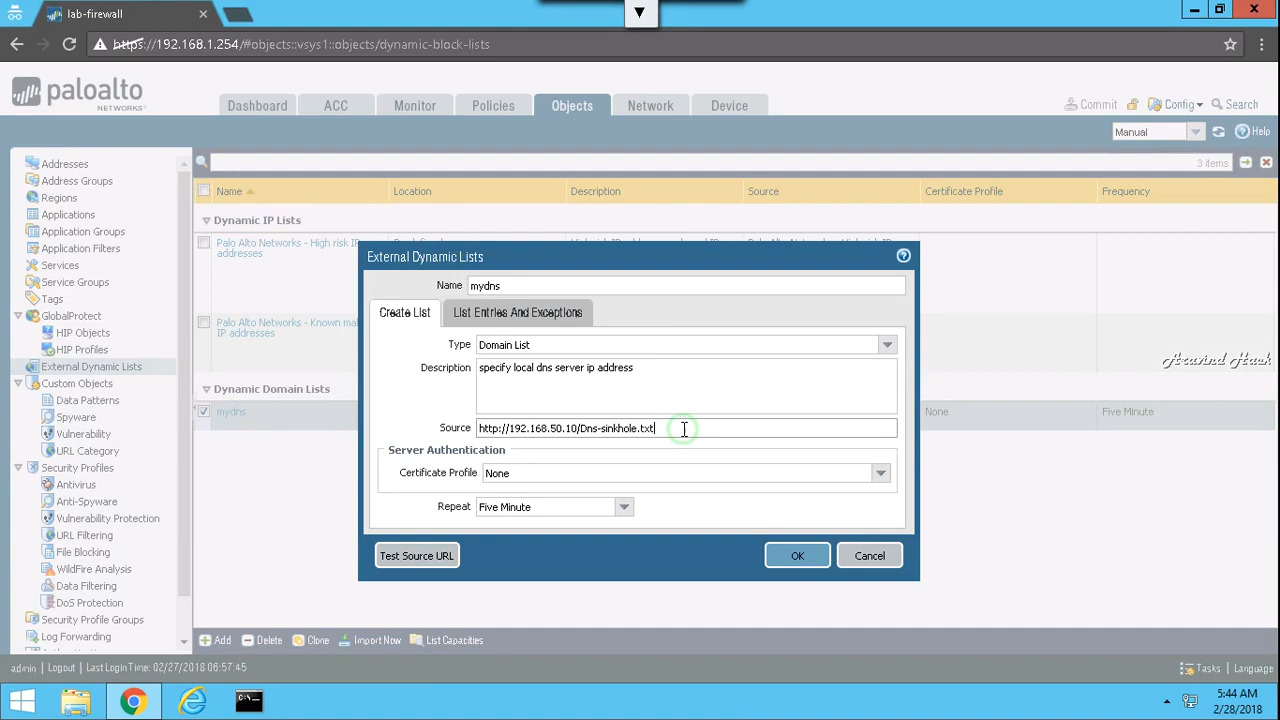 lab-firewall
https://192.168.1.254/#objects::vsys1::objects/dynamic-block-lists
paloalto
NETWORKS
Dashboard ACC Monitor Policies Objects Network Device
Commit Config Search
Manual Help
3 items
Addresses
Address Groups
Regions
Applications
Application Groups
Application Filters
Services
Service Groups
Tags
GlobalProtect
HIP Objects
HIP Profiles
External Dynamic Lists
Custom Objects
Data Patterns
Spyware
Vulnerability
URL Category
Security Profiles
Antivirus
Anti-Spyware
Vulnerability Protection
URL Filtering
File Blocking
WildFire Analysis
Data Filtering
DoS Protection
Security Profile Groups
Log Forwarding
Name Location Description Source Certificate Profile Frequency
Dynamic IP Lists
Palo Alto Networks - High risk IP
addresses
Palo Alto Networks - Known mal
IP addresses
Dynamic Domain Lists
mydns None Five Minute
External Dynamic Lists
Name mydns
Create List List Entries And Exceptions
Type Domain List
Description specify local dns server ip address
Source http://192.168.50.10/Dns-sinkhole.txt
Server Authentication
Certificate Profile None
Repeat Five Minute
Test Source URL OK Cancel
Aravind Hack
Add Delete Clone Import Now List Capacities
admin | Logout | Last Login Time: 02/27/2018 06:57:45
Tasks | Language
5:44 AM
2/28/2018